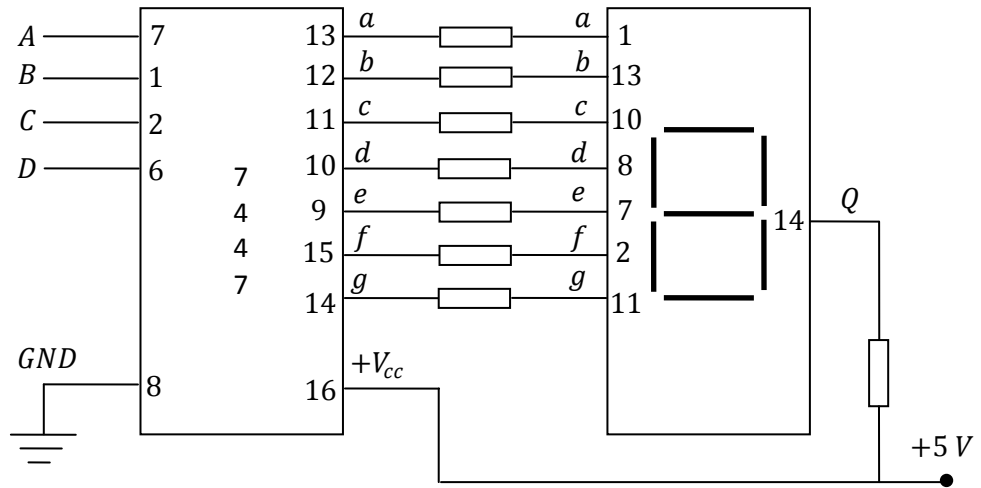 A 7 13 a a 1
B 1 12 b b 13
C 2 11 c c 10
D 6 10 d d 8
7 4 4 7
9 e e 7
15 f f 2
14 g g 11
14 Q
GND 8 16 +Vcc
+5 V